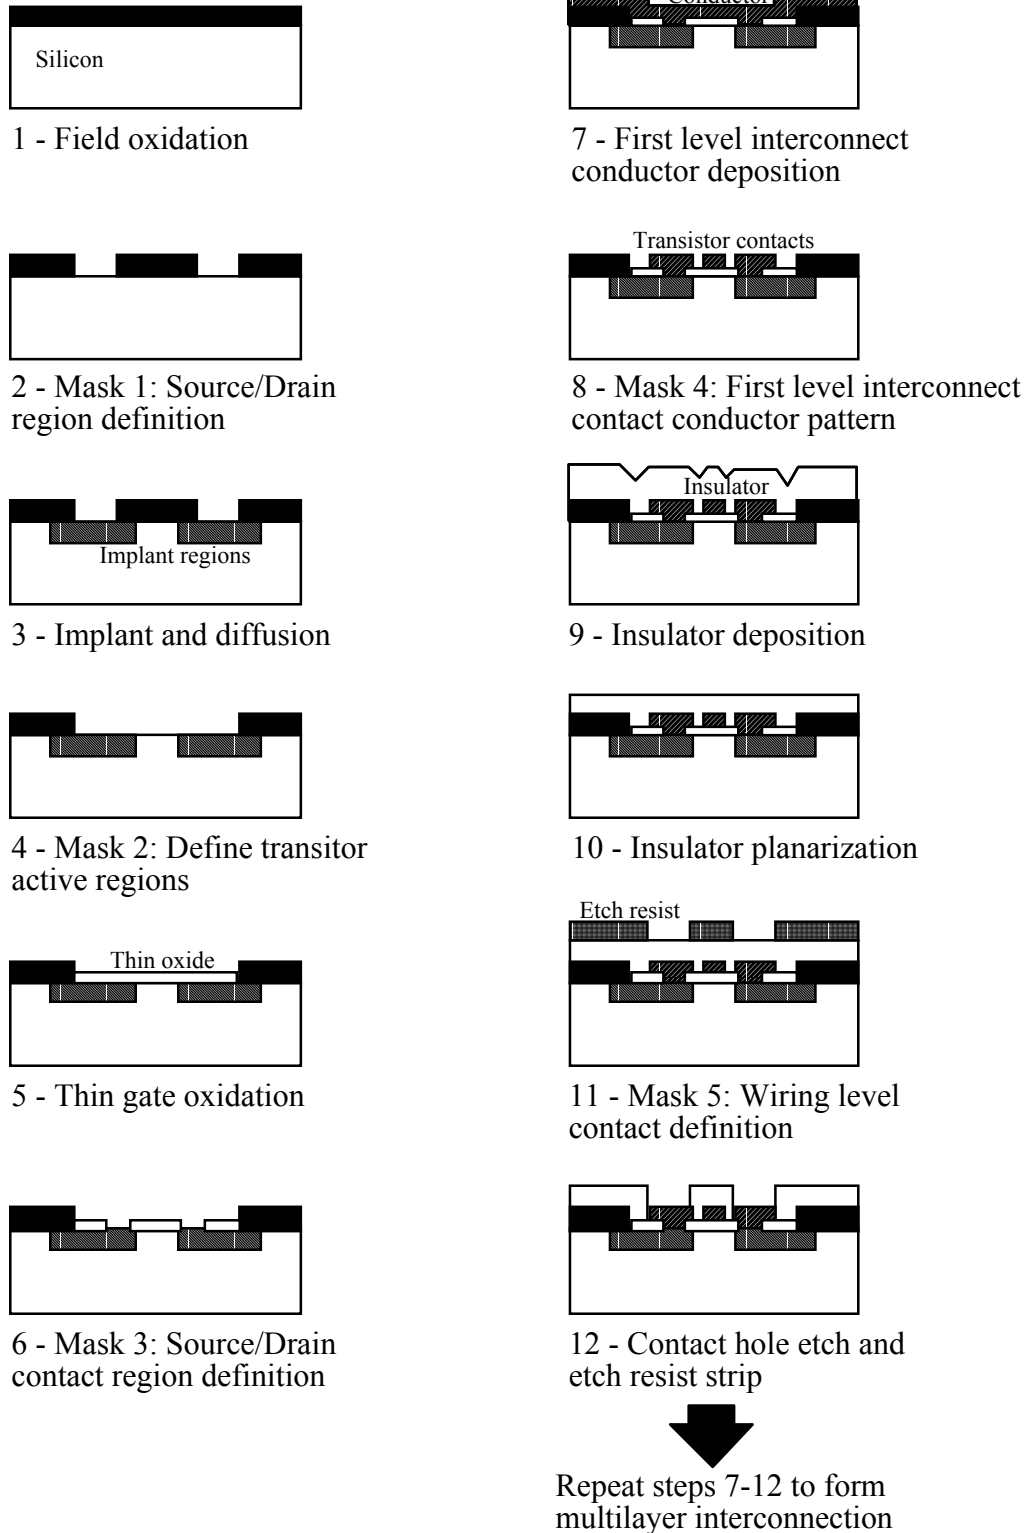 Silicon
1 - Field oxidation
2 - Mask 1: Source/Drain
region definition
Implant regions
3 - Implant and diffusion
4 - Mask 2: Define transitor
active regions
Thin oxide
5 - Thin gate oxidation
6 - Mask 3: Source/Drain
contact region definition
Conductor
7 - First level interconnect
conductor deposition
Transistor contacts
8 - Mask 4: First level interconnect
contact conductor pattern
Insulator
9 - Insulator deposition
10 - Insulator planarization
Etch resist
11 - Mask 5: Wiring level
contact definition
12 - Contact hole etch and
etch resist strip
Repeat steps 7-12 to form
multilayer interconnection